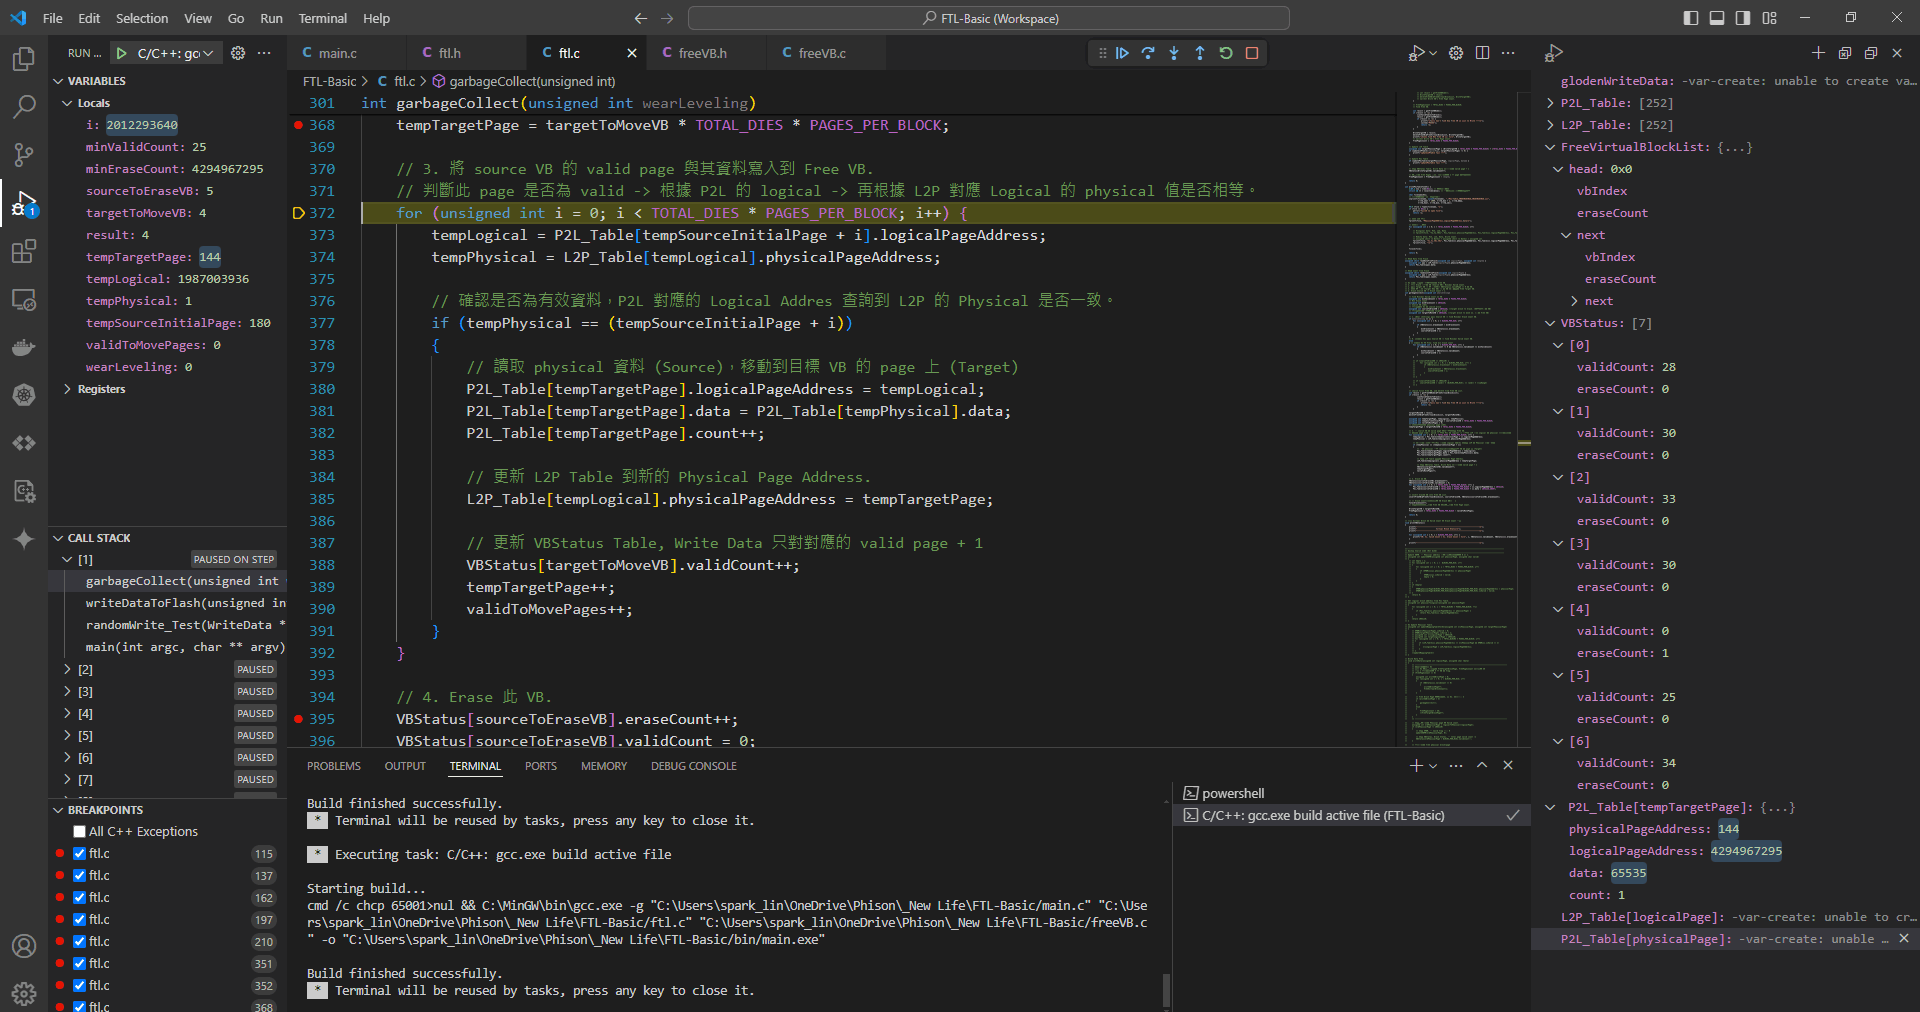 File Edit Selection View Go Run Terminal Help
FTL-Basic (Workspace)
RUN ... C/C++: gc
VARIABLES
Locals
i: 2012293640
minValidCount: 25
minEraseCount: 4294967295
sourceToEraseVB: 5
targetToMoveVB: 4
result: 4
tempTargetPage: 144
tempLogical: 1987003936
tempPhysical: 1
tempSourceInitialPage: 180
validToMovePages: 0
wearLeveling: 0
Registers
CALL STACK
[1] PAUSED ON STEP
garbageCollect(unsigned int
writeDataToFlash(unsigned in
randomWrite_Test(WriteData *
main(int argc, char ** argv)
[2] PAUSED
[3] PAUSED
[4] PAUSED
[5] PAUSED
[6] PAUSED
[7] PAUSED
BREAKPOINTS
All C++ Exceptions
ftl.c 115
ftl.c 137
ftl.c 162
ftl.c 197
ftl.c 210
ftl.c 351
ftl.c 352
ftl.c 368
1
C main.c C ftl.h C ftl.c C freeVB.h C freeVB.c
FTL-Basic > C ftl.c > garbageCollect(unsigned int)
301 int garbageCollect(unsigned int wearLeveling)
368 tempTargetPage = targetToMoveVB * TOTAL_DIES * PAGES_PER_BLOCK;
369
370 // 3. 將 source VB 的 valid page 與其資料寫入到 Free VB.
371 // 判斷此 page 是否為 valid -> 根據 P2L 的 logical -> 再根據 L2P 對應 Logical 的 physical 值是否相等。
372 for (unsigned int i = 0; i < TOTAL_DIES * PAGES_PER_BLOCK; i++) {
373 tempLogical = P2L_Table[tempSourceInitialPage + i].logicalPageAddress;
374 tempPhysical = L2P_Table[tempLogical].physicalPageAddress;
375
376 // 確認是否為有效資料，P2L 對應的 Logical Addres 查詢到 L2P 的 Physical 是否一致。
377 if (tempPhysical == (tempSourceInitialPage + i))
378 {
379 // 讀取 physical 資料 (Source)，移動到目標 VB 的 page 上 (Target)
380 P2L_Table[tempTargetPage].logicalPageAddress = tempLogical;
381 P2L_Table[tempTargetPage].data = P2L_Table[tempPhysical].data;
382 P2L_Table[tempTargetPage].count++;
383
384 // 更新 L2P Table 到新的 Physical Page Address.
385 L2P_Table[tempLogical].physicalPageAddress = tempTargetPage;
386
387 // 更新 VBStatus Table, Write Data 只對對應的 valid page + 1
388 VBStatus[targetToMoveVB].validCount++;
389 tempTargetPage++;
390 validToMovePages++;
391 }
392 }
393
394 // 4. Erase 此 VB.
395 VBStatus[sourceToEraseVB].eraseCount++;
396 VBStatus[sourceToEraseVB].validCount = 0;
PROBLEMS OUTPUT TERMINAL PORTS MEMORY DEBUG CONSOLE
Build finished successfully.
* Terminal will be reused by tasks, press any key to close it.
* Executing task: C/C++: gcc.exe build active file
Starting build...
cmd /c chcp 65001>nul && C:\MinGW\bin\gcc.exe -g "C:\Users\spark_lin\OneDrive\Phison\_New Life\FTL-Basic/main.c" "C:\Use
rs\spark_lin\OneDrive\Phison\_New Life\FTL-Basic/ftl.c" "C:\Users\spark_lin\OneDrive\Phison\_New Life\FTL-Basic/freeVB.c
" -o "C:\Users\spark_lin\OneDrive\Phison\_New Life\FTL-Basic/bin/main.exe"
Build finished successfully.
* Terminal will be reused by tasks, press any key to close it.
powershell
C/C++: gcc.exe build active file (FTL-Basic)
glodenWriteData: -var-create: unable to create va...
P2L_Table: [252]
L2P_Table: [252]
FreeVirtualBlockList: {...}
head: 0x0
vbIndex
eraseCount
next
vbIndex
eraseCount
next
VBStatus: [7]
[0]
validCount: 28
eraseCount: 0
[1]
validCount: 30
eraseCount: 0
[2]
validCount: 33
eraseCount: 0
[3]
validCount: 30
eraseCount: 0
[4]
validCount: 0
eraseCount: 1
[5]
validCount: 25
eraseCount: 0
[6]
validCount: 34
eraseCount: 0
P2L_Table[tempTargetPage]: {...}
physicalPageAddress: 144
logicalPageAddress: 4294967295
data: 65535
count: 1
L2P_Table[logicalPage]: -var-create: unable to cr...
P2L_Table[physicalPage]: -var-create: unable ...